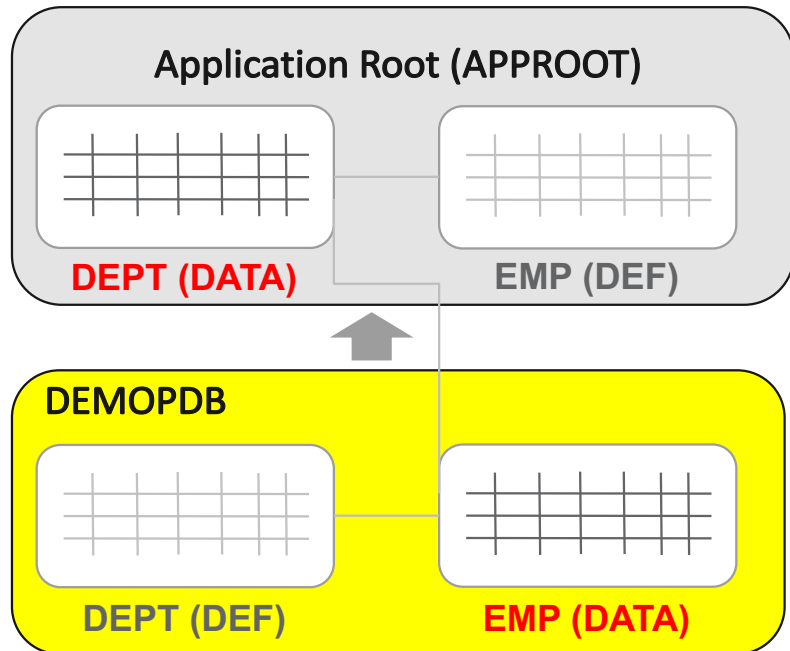 Application Root (APPROOT)
DEPT (DATA)
EMP (DEF)
DEMOPDB
DEPT (DEF)
EMP (DATA)